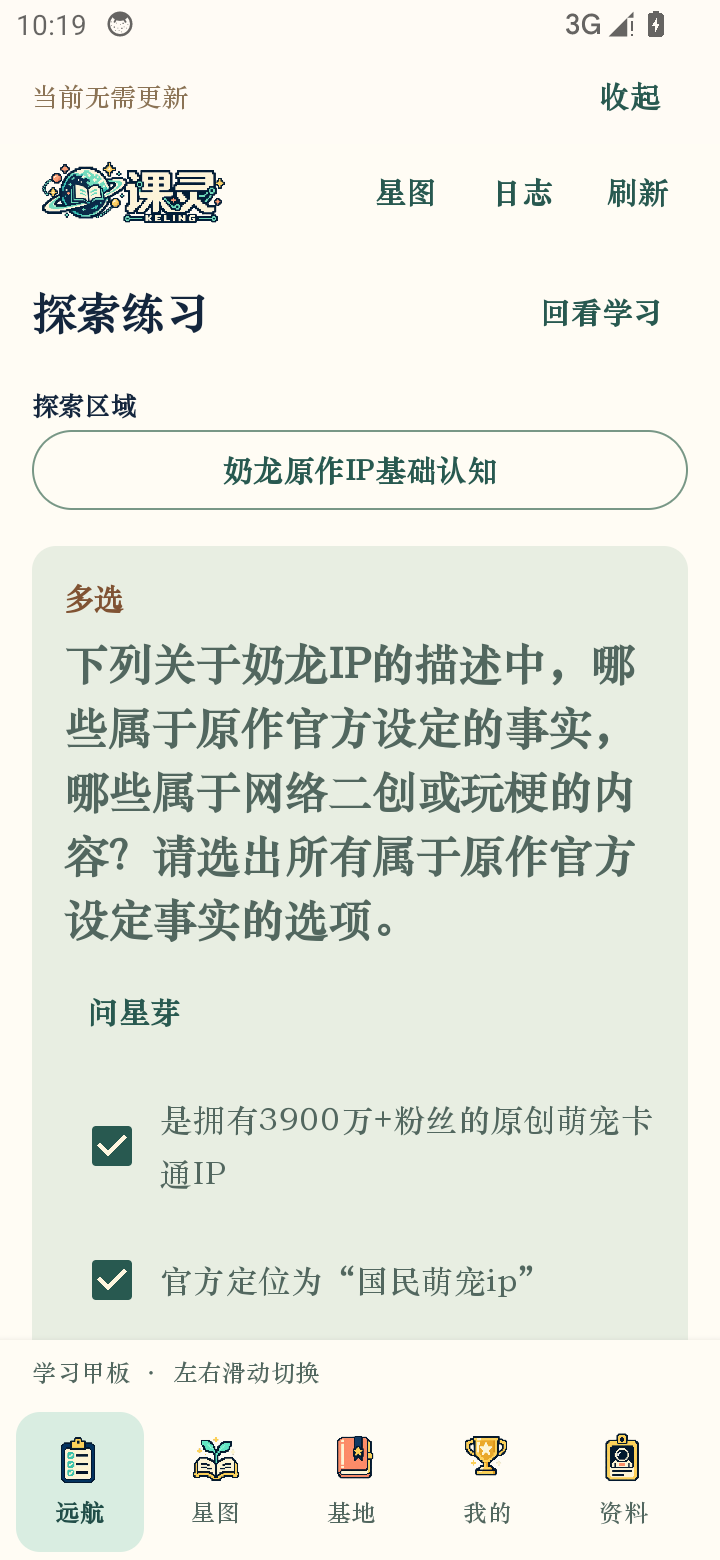 10:19
3G
当前无需更新
收起
课灵
KELING
星图
日志
刷新
探索练习
回看学习
探索区域
奶龙原作IP基础认知
多选
下列关于奶龙IP的描述中，哪
些属于原作官方设定的事实，
哪些属于网络二创或玩梗的内
容？请选出所有属于原作官方
设定事实的选项。
问星芽
是拥有3900万+粉丝的原创萌宠卡
通IP
官方定位为“国民萌宠ip”
学习甲板 · 左右滑动切换
远航
星图
基地
我的
资料